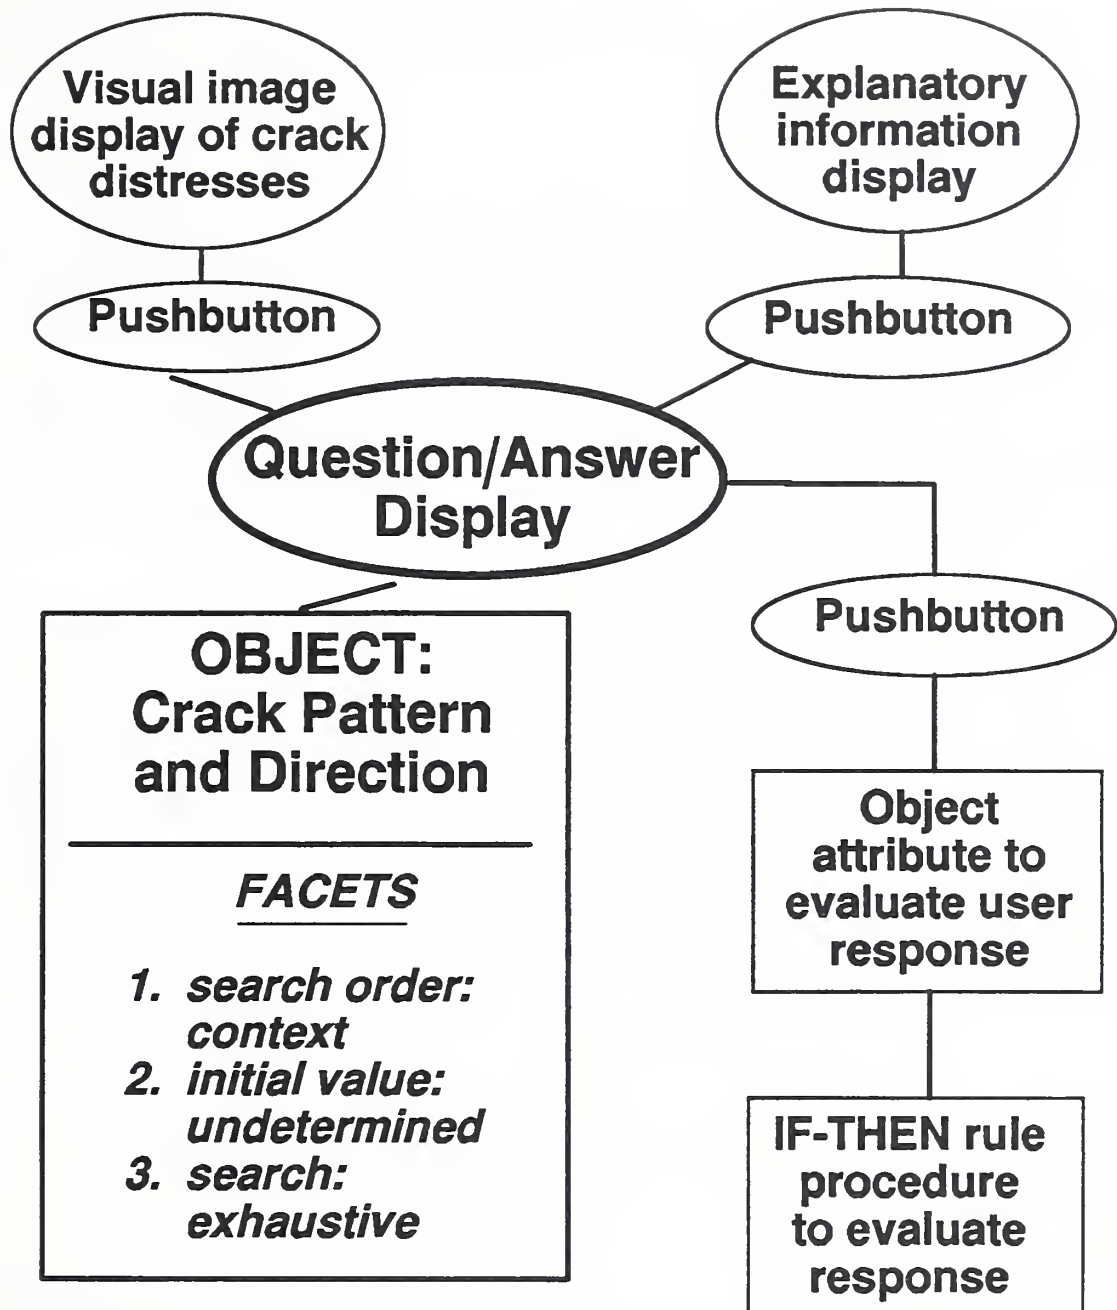 Visual image
display of crack
distresses
Explanatory
information
display
Pushbutton
Pushbutton
Question/Answer
Display
Pushbutton
OBJECT:
Crack Pattern
and Direction
FACETS
1. search order:
context
2. initial value:
undetermined
3. search:
exhaustive
Object
attribute to
evaluate user
response
IF-THEN rule
procedure
to evaluate
response